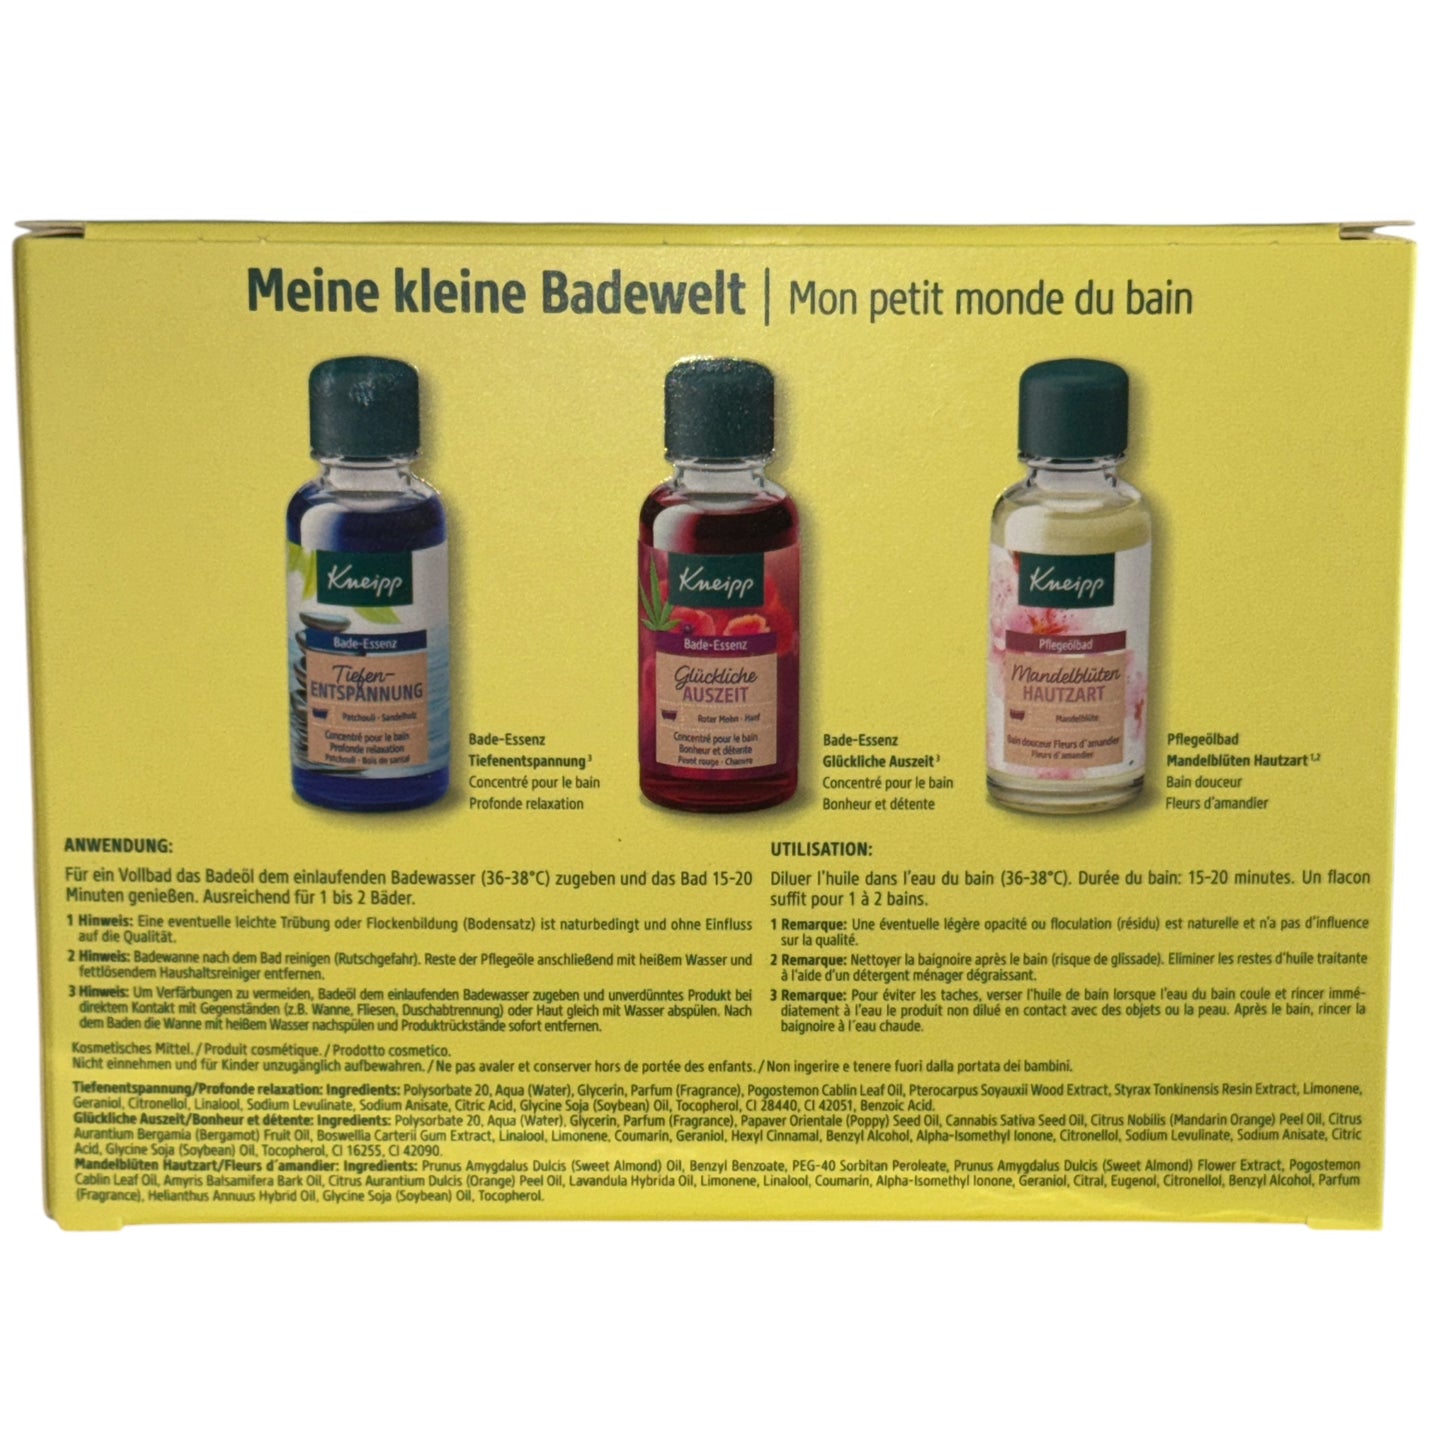 Meine kleine Badewelt | Mon petit monde du bain
Kneipp
Bade-Essenz
Tiefen-
ENTSPANNUNG
Patchouli · Sandelholz
Concentré pour le bain
Profonde relaxation
Patchouli · Bois de santal
Bade-Essenz
Tiefenentspannung³
Concentré pour le bain
Profonde relaxation
Kneipp
Bade-Essenz
Glückliche
AUSZEIT
Roter Mohn · Hanf
Concentré pour le bain
Bonheur et détente
Pavot rouge · Chanvre
Bade-Essenz
Glückliche Auszeit³
Concentré pour le bain
Bonheur et détente
Kneipp
Pflegeölbad
Mandelblüten
HAUTZART
Mandelblüte
Bain douceur Fleurs d'amandier
Fleurs d'amandier
Pflegeölbad
Mandelblüten Hautzart¹,²
Bain douceur
Fleurs d'amandier
ANWENDUNG:
Für ein Vollbad das Badeöl dem einlaufenden Badewasser (36-38°C) zugeben und das Bad 15-20
Minuten genießen. Ausreichend für 1 bis 2 Bäder.
1 Hinweis: Eine eventuelle leichte Trübung oder Flockenbildung (Bodensatz) ist naturbedingt und ohne Einfluss
auf die Qualität.
2 Hinweis: Badewanne nach dem Bad reinigen (Rutschgefahr). Reste der Pflegeöle anschließend mit heißem Wasser und
fettlösendem Haushaltsreiniger entfernen.
3 Hinweis: Um Verfärbungen zu vermeiden, Badeöl dem einlaufenden Badewasser zugeben und unverdünntes Produkt bei
direktem Kontakt mit Gegenständen (z.B. Wanne, Fliesen, Duschabtrennung) oder Haut gleich mit Wasser abspülen. Nach
dem Baden die Wanne mit heißem Wasser nachspülen und Produktrückstände sofort entfernen.
UTILISATION:
Diluer l'huile dans l'eau du bain (36-38°C). Durée du bain: 15-20 minutes. Un flacon
suffit pour 1 à 2 bains.
1 Remarque: Une éventuelle légère opacité ou floculation (résidu) est naturelle et n'a pas d'influence
sur la qualité.
2 Remarque: Nettoyer la baignoire après le bain (risque de glissade). Eliminer les restes d'huile traitante
à l'aide d'un détergent ménager dégraissant.
3 Remarque: Pour éviter les taches, verser l'huile de bain lorsque l'eau du bain coule et rincer immé-
diatement à l'eau le produit non dilué en contact avec des objets ou la peau. Après le bain, rincer la
baignoire à l'eau chaude.
Kosmetisches Mittel. / Produit cosmétique. / Prodotto cosmetico.
Nicht einnehmen und für Kinder unzugänglich aufbewahren. / Ne pas avaler et conserver hors de portée des enfants. / Non ingerire e tenere fuori dalla portata dei bambini.
Tiefenentspannung/Profonde relaxation: Ingredients: Polysorbate 20, Aqua (Water), Glycerin, Parfum (Fragrance), Pogostemon Cablin Leaf Oil, Pterocarpus Soyauxii Wood Extract, Styrax Tonkinensis Resin Extract, Limonene,
Geraniol, Citronellol, Linalool, Sodium Levulinate, Sodium Anisate, Citric Acid, Glycine Soja (Soybean) Oil, Tocopherol, CI 28440, CI 42051, Benzoic Acid.
Glückliche Auszeit/Bonheur et détente: Ingredients: Polysorbate 20, Aqua (Water), Glycerin, Parfum (Fragrance), Papaver Orientale (Poppy) Seed Oil, Cannabis Sativa Seed Oil, Citrus Nobilis (Mandarin Orange) Peel Oil, Citrus
Aurantium Bergamia (Bergamot) Fruit Oil, Boswellia Carterii Gum Extract, Linalool, Limonene, Coumarin, Geraniol, Hexyl Cinnamal, Benzyl Alcohol, Alpha-Isomethyl Ionone, Citronellol, Sodium Levulinate, Sodium Anisate, Citric
Acid, Glycine Soja (Soybean) Oil, Tocopherol, CI 16255, CI 42090.
Mandelblüten Hautzart/Fleurs d'amandier: Ingredients: Prunus Amygdalus Dulcis (Sweet Almond) Oil, Benzyl Benzoate, PEG-40 Sorbitan Peroleate, Prunus Amygdalus Dulcis (Sweet Almond) Flower Extract, Pogostemon
Cablin Leaf Oil, Amyris Balsamifera Bark Oil, Citrus Aurantium Dulcis (Orange) Peel Oil, Lavandula Hybrida Oil, Limonene, Linalool, Coumarin, Alpha-Isomethyl Ionone, Geraniol, Citral, Eugenol, Citronellol, Benzyl Alcohol, Parfum
(Fragrance), Helianthus Annuus Hybrid Oil, Glycine Soja (Soybean) Oil, Tocopherol.